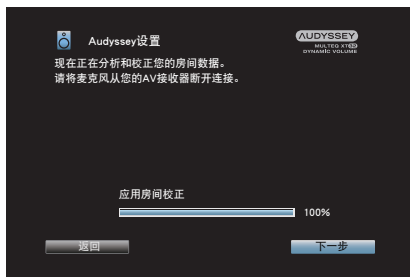 Audyssey设置
AUDYSSEY
MULTEQ XT32
DYNAMIC VOLUME
现在正在分析和校正您的房间数据。
请将麦克风从您的AV接收器断开连接。
应用房间校正
100%
返回
下一步